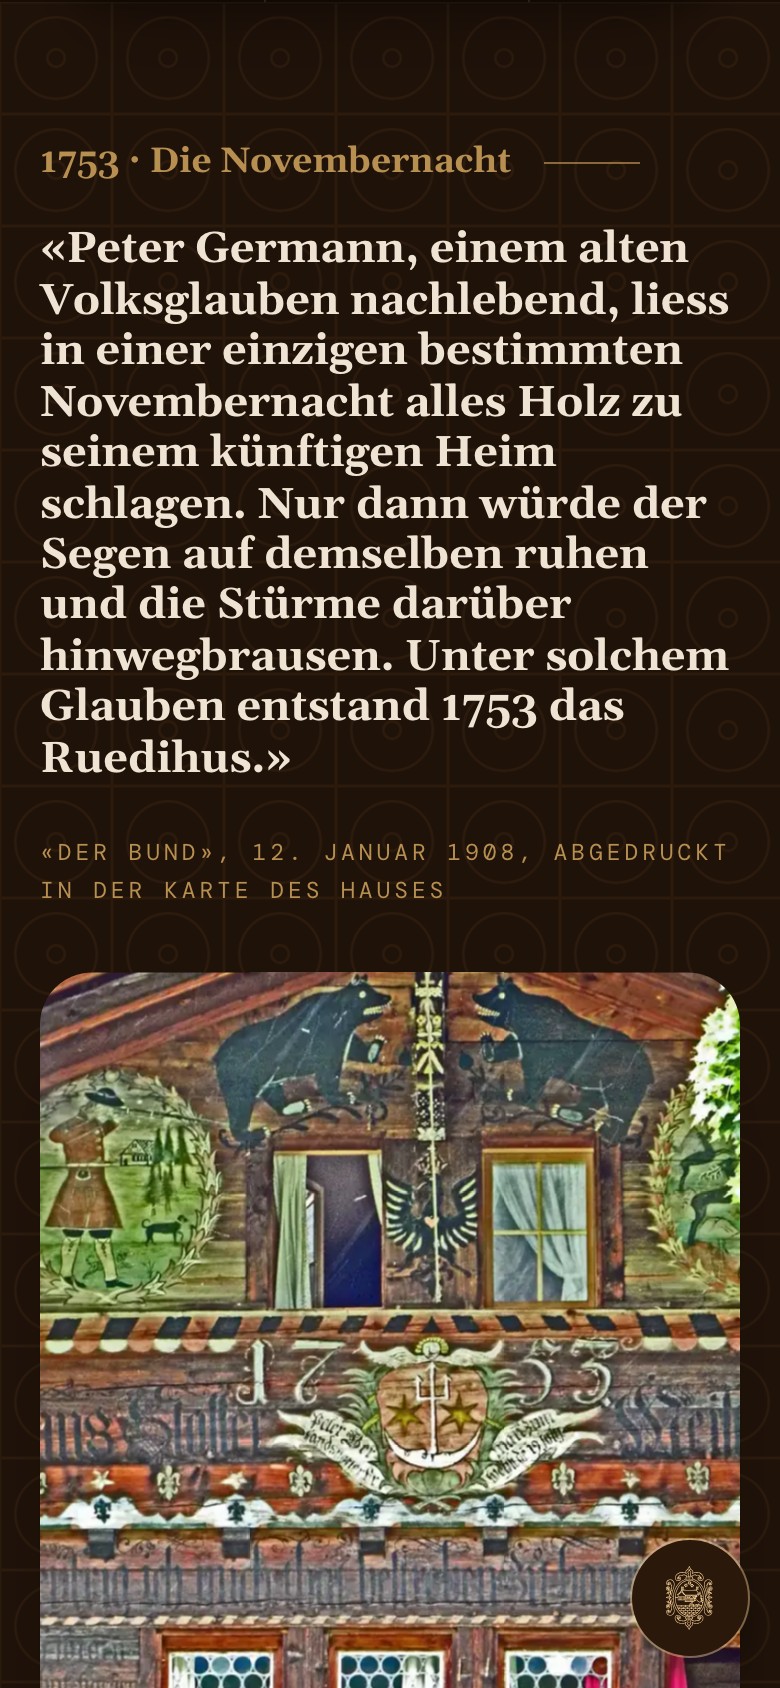 1753 · Die Novembernacht
«Peter Germann, einem alten
Volksglauben nachlebend, liess
in einer einzigen bestimmten
Novembernacht alles Holz zu
seinem künftigen Heim
schlagen. Nur dann würde der
Segen auf demselben ruhen
und die Stürme darüber
hinwegbrausen. Unter solchem
Glauben entstand 1753 das
Ruedihus.»
«DER BUND», 12. JANUAR 1908, ABGEDRUCKT
IN DER KARTE DES HAUSES
17 53